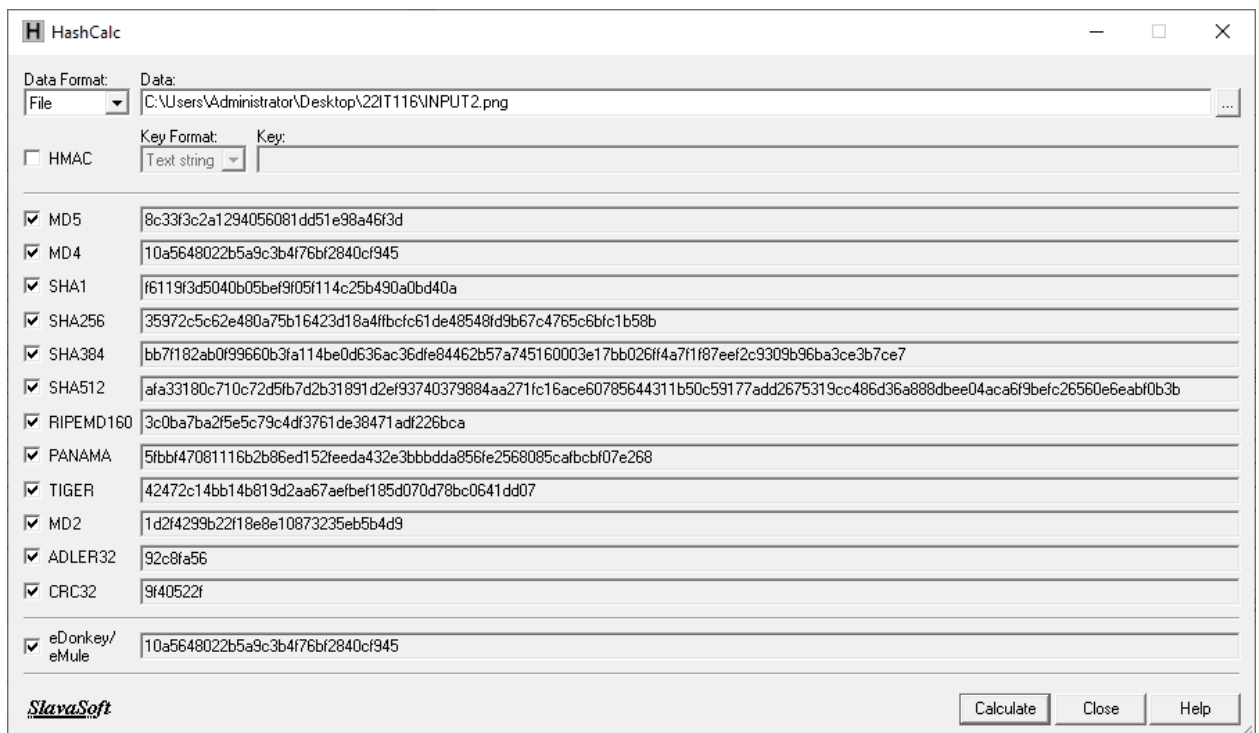 HashCalc
Data Format: Data:
File C:\Users\Administrator\Desktop\22IT116\INPUT2.png ...
Key Format: Key:
HMAC Text string
MD5 8c33f3c2a1294056081dd51e98a46f3d
MD4 10a5648022b5a9c3b4f76bf2840cf945
SHA1 f6119f3d5040b05bef9f05f114c25b490a0bd40a
SHA256 35972c5c62e480a75b16423d18a4ffbcfc61de48548fd9b67c4765c6bfc1b58b
SHA384 bb7f182ab0f99660b3fa114be0d636ac36dfe84462b57a745160003e17bb026ff4a7f1f87eef2c9309b96ba3ce3b7ce7
SHA512 afa33180c710c72d5fb7d2b31891d2ef93740379884aa271fc16ace60785644311b50c59177add2675319cc486d36a888dbee04aca6f9befc26560e6eabf0b3b
RIPEMD160 3c0ba7ba2f5e5c79c4df3761de38471adf226bca
PANAMA 5fbbf47081116b2b86ed152feeda432e3bbbdda856fe2568085cafbcbf07e268
TIGER 42472c14bb14b819d2aa67aefbef185d070d78bc0641dd07
MD2 1d2f4299b22f18e8e10873235eb5b4d9
ADLER32 92c8fa56
CRC32 9f40522f
eDonkey/
eMule 10a5648022b5a9c3b4f76bf2840cf945
SlavaSoft Calculate Close Help